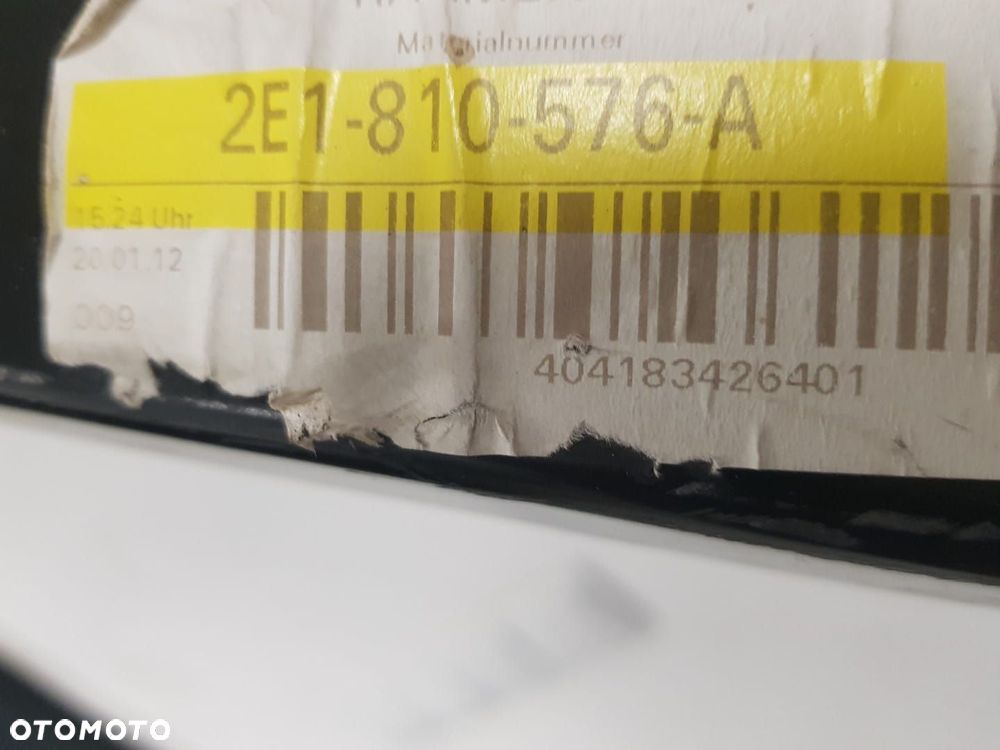 Materialnummer
2E1-810-576-A
15:24 Uhr
20.01.12
009
404183426401
OTOMOTO